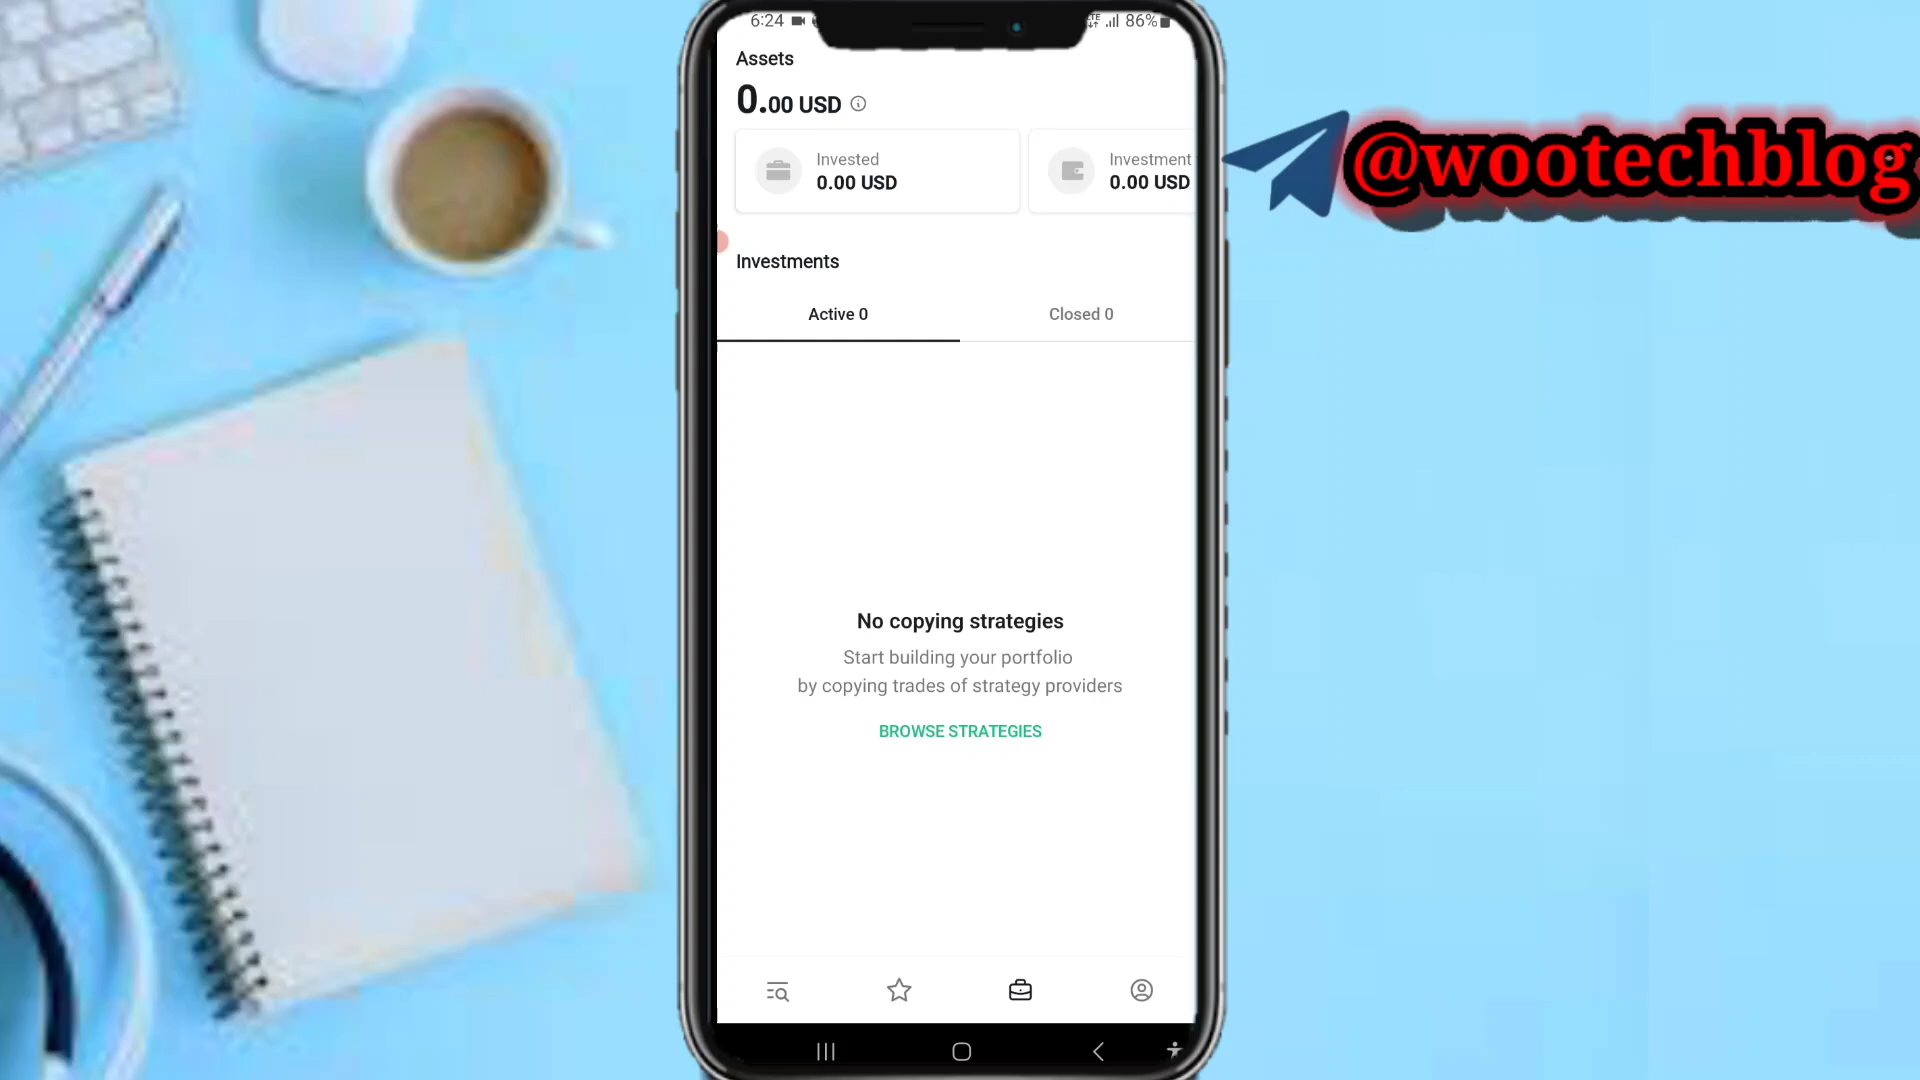 6:24
LTE 86%
Assets
0.00 USD
Invested
0.00 USD
Investment
0.00 USD
Investments
Active 0
Closed 0
No copying strategies
Start building your portfolio
by copying trades of strategy providers
BROWSE STRATEGIES
@wootechblog